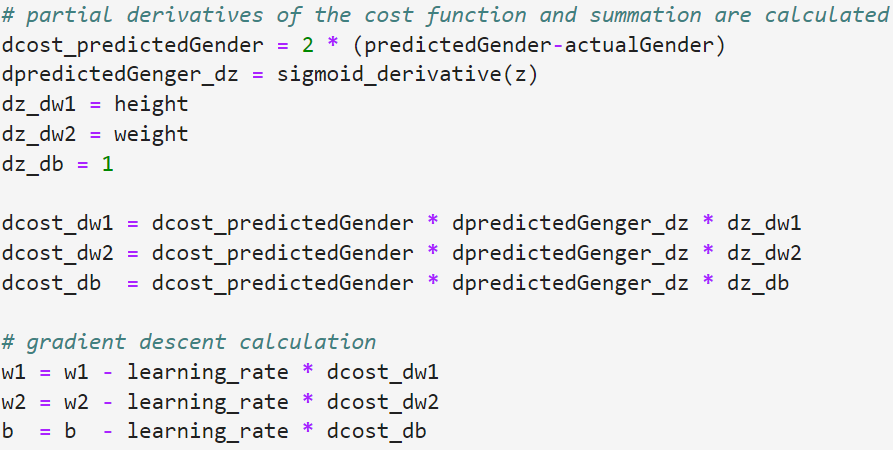 # partial derivatives of the cost function and summation are calculated
dcost_predictedGender = 2 * (predictedGender-actualGender)
dpredictedGenger_dz = sigmoid_derivative(z)
dz_dw1 = height
dz_dw2 = weight
dz_db = 1
dcost_dw1 = dcost_predictedGender * dpredictedGenger_dz * dz_dw1
dcost_dw2 = dcost_predictedGender * dpredictedGenger_dz * dz_dw2
dcost_db  = dcost_predictedGender * dpredictedGenger_dz * dz_db
# gradient descent calculation
w1 = w1 - learning_rate * dcost_dw1
w2 = w2 - learning_rate * dcost_dw2
b  = b  - learning_rate * dcost_db